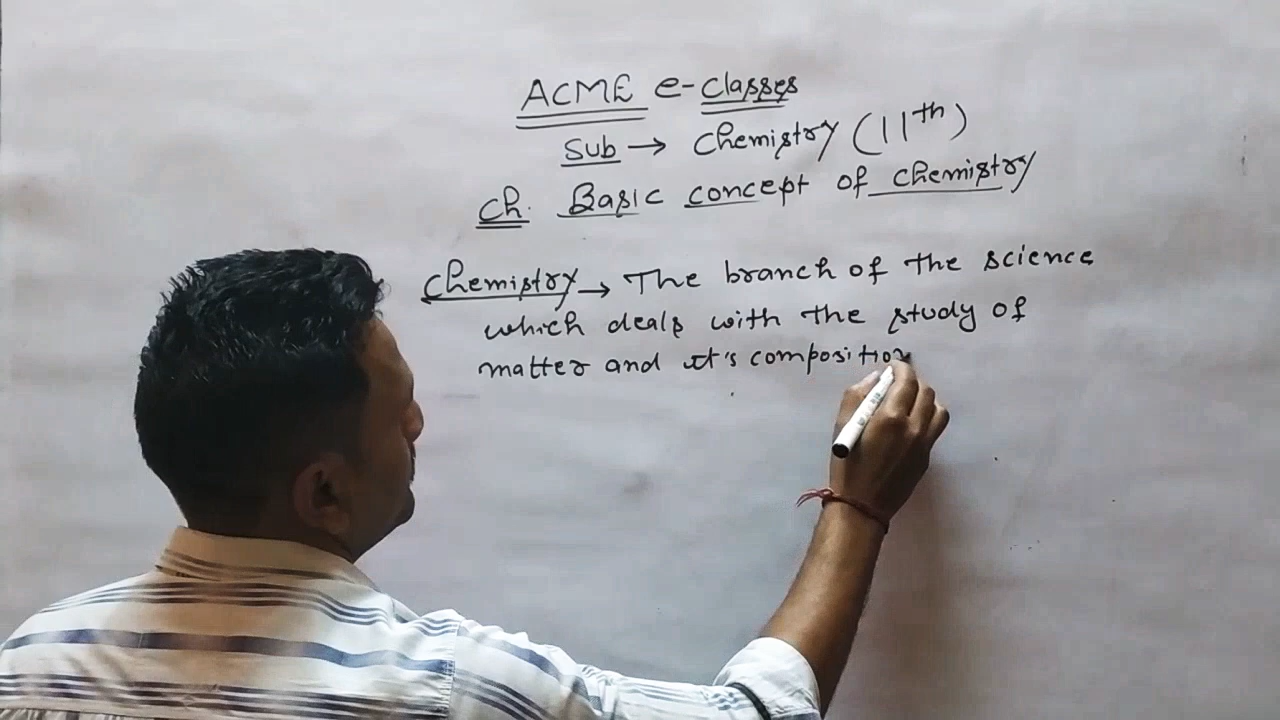 ACME e-classes
Sub → Chemistry (11th)
Ch. Basic concept of chemistry
Chemistry → The branch of the science
which deals with the study of
matter and it's composition